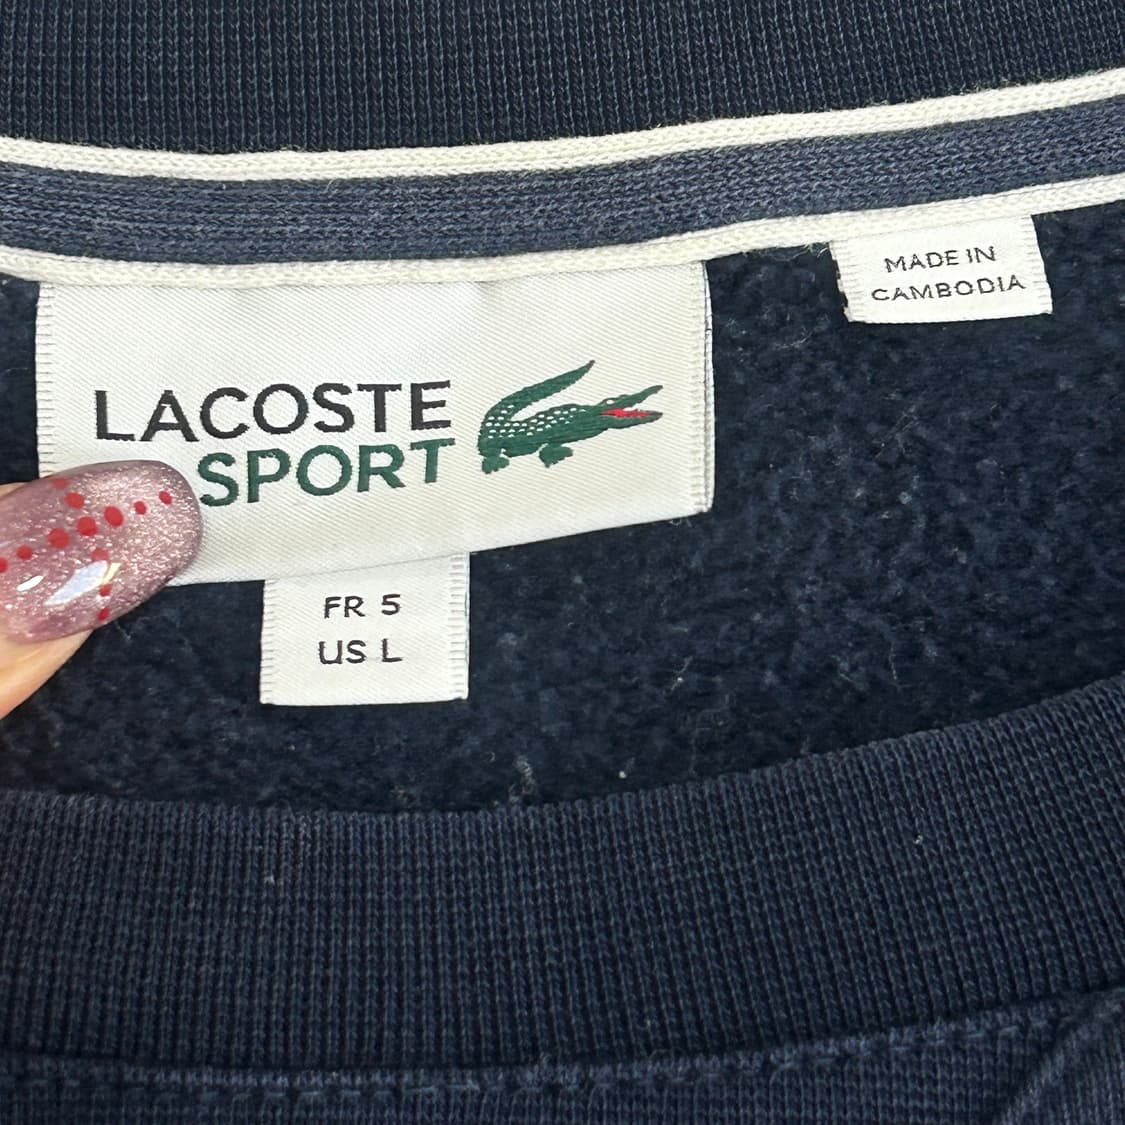 MADE IN
CAMBODIA
LACOSTE
SPORT
FR 5
US L